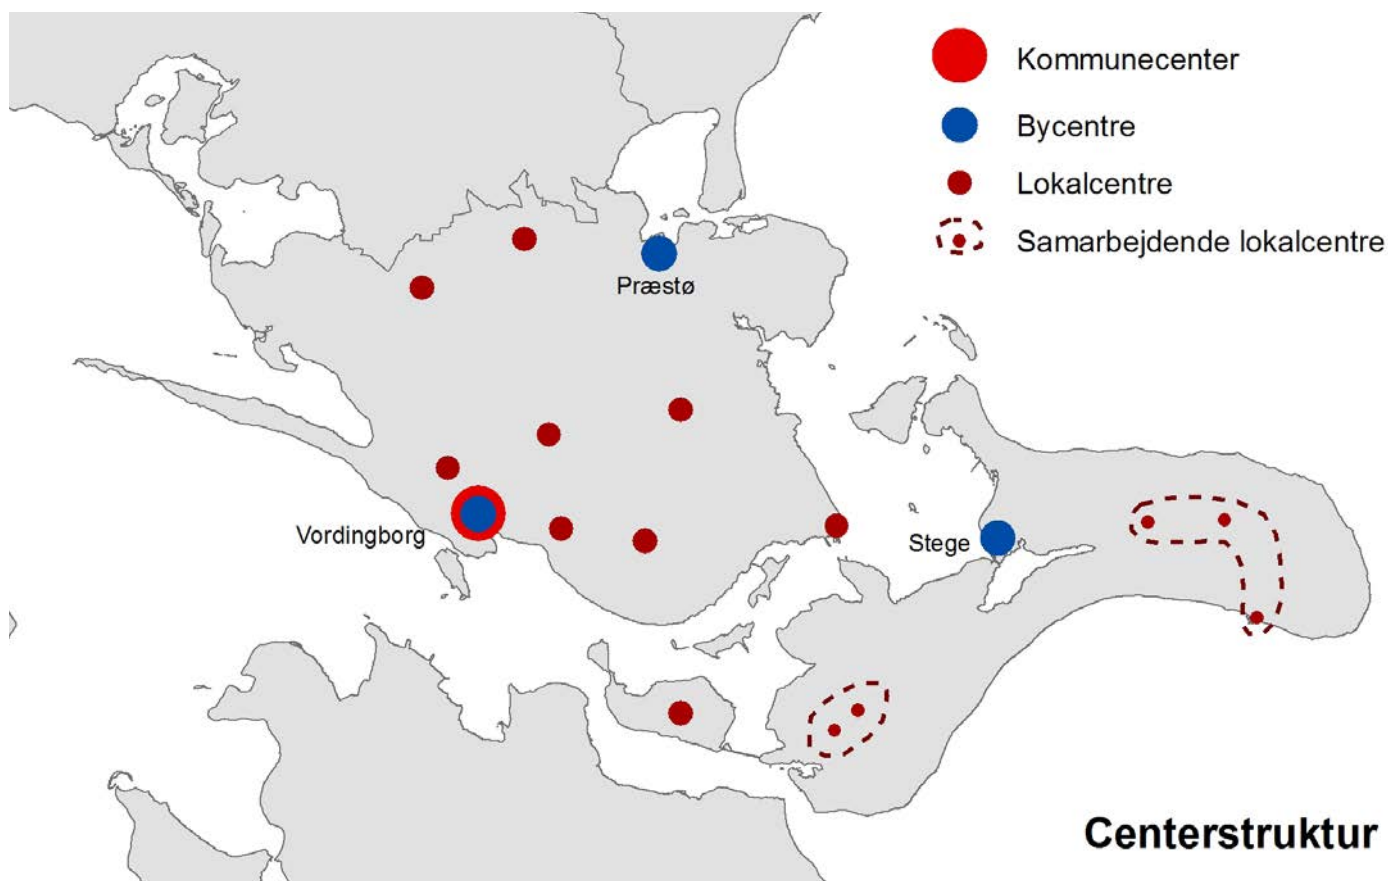 Kommunecenter
Bycentre
Lokalcentre
Samarbejdende lokalcentre
Præstø
Vordingborg
Stege
Centerstruktur